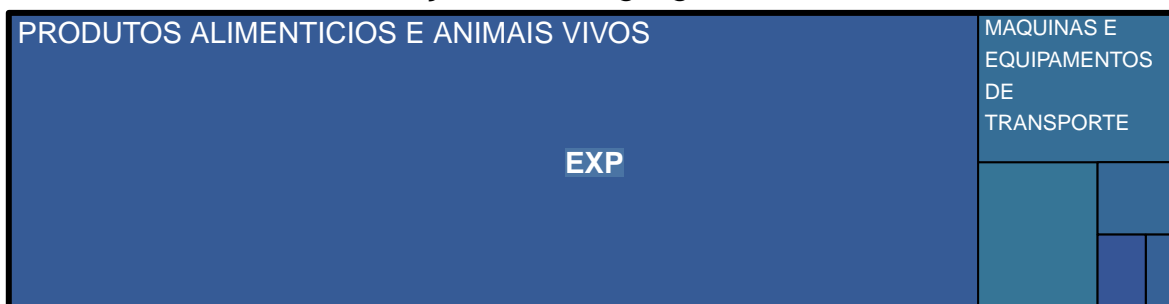 PRODUTOS ALIMENTICIOS E ANIMAIS VIVOS
MAQUINAS E
EQUIPAMENTOS
DE
TRANSPORTE
EXP